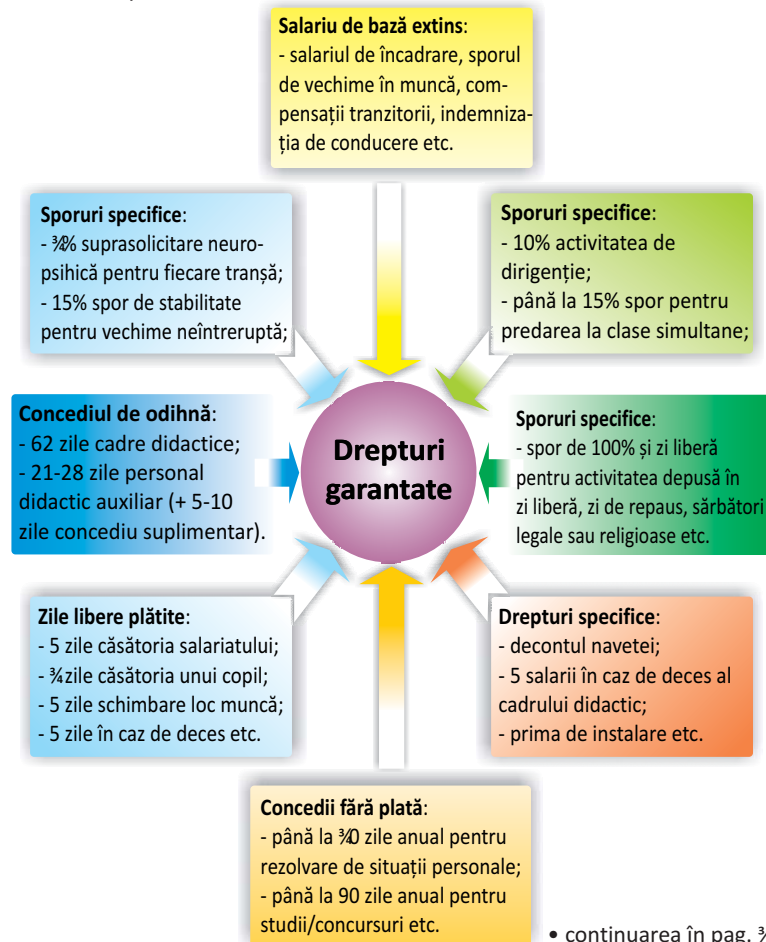 Salariu de bază extins:
- salariul de încadrare, sporul
de vechime în muncă, com-
pensații tranzitorii, indemniza-
ția de conducere etc.
Sporuri specifice:
- ¾% suprasolicitare neuro-
psihică pentru fiecare tranșă;
- 15% spor de stabilitate
pentru vechime neîntreruptă;
Sporuri specifice:
- 10% activitatea de
dirigenție;
- până la 15% spor pentru
predarea la clase simultane;
Concediul de odihnă:
- 62 zile cadre didactice;
- 21-28 zile personal
didactic auxiliar (+ 5-10
zile concediu suplimentar).
Drepturi
garantate
Sporuri specifice:
- spor de 100% și zi liberă
pentru activitatea depusă în
zi liberă, zi de repaus, sărbători
legale sau religioase etc.
Zile libere plătite:
- 5 zile căsătoria salariatului;
- ¾ zile căsătoria unui copil;
- 5 zile schimbare loc muncă;
- 5 zile în caz de deces etc.
Drepturi specifice:
- decontul navetei;
- 5 salarii în caz de deces al
cadrului didactic;
- prima de instalare etc.
Concedii fără plată:
- până la ¾0 zile anual pentru
rezolvare de situații personale;
- până la 90 zile anual pentru
studii/concursuri etc.
• continuarea în pag.